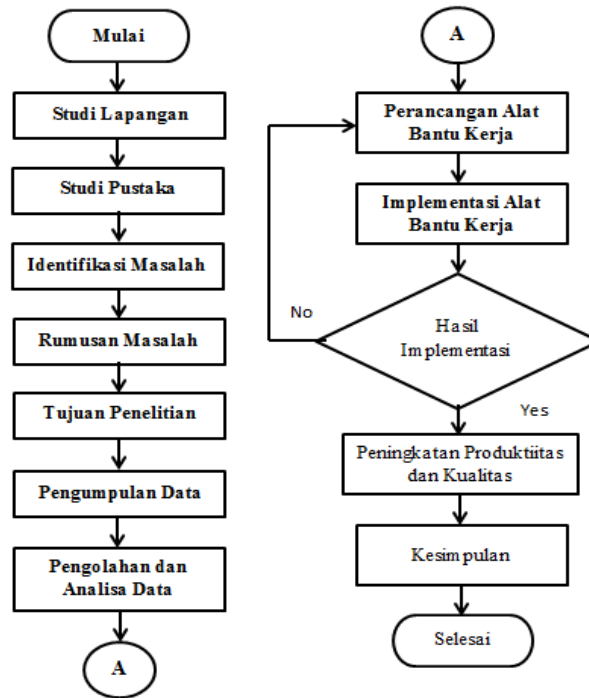 Mulai
Studi Lapangan
Studi Pustaka
Identifikasi Masalah
Rumusan Masalah
Tujuan Penelitian
Pengumpulan Data
Pengolahan dan
Analisa Data
A
A
Perancangan Alat
Bantu Kerja
Implementasi Alat
Bantu Kerja
No
Hasil
Implementasi
Yes
Peningkatan Produktiitas
dan Kualitas
Kesimpulan
Selesai